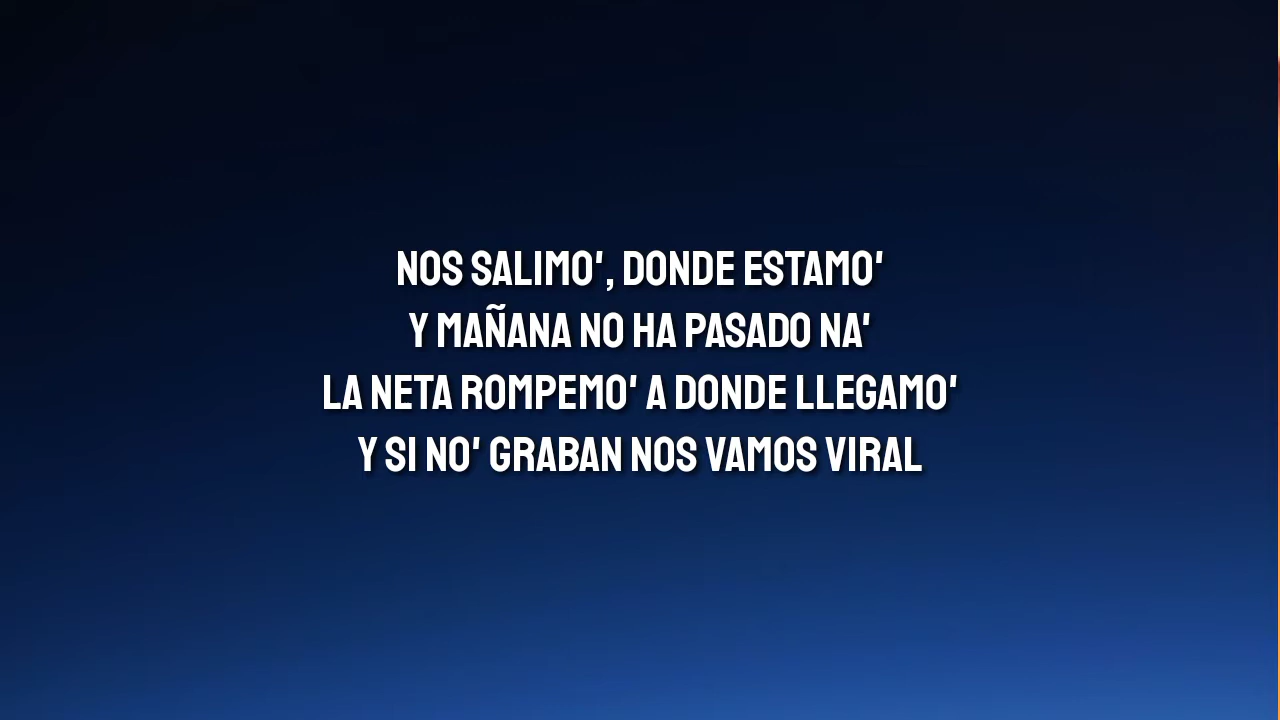 NOS SALIMO', DONDE ESTAMO'
Y MAÑANA NO HA PASADO NA'
LA NETA ROMPEMO' A DONDE LLEGAMO'
Y SI NO' GRABAN NOS VAMOS VIRAL